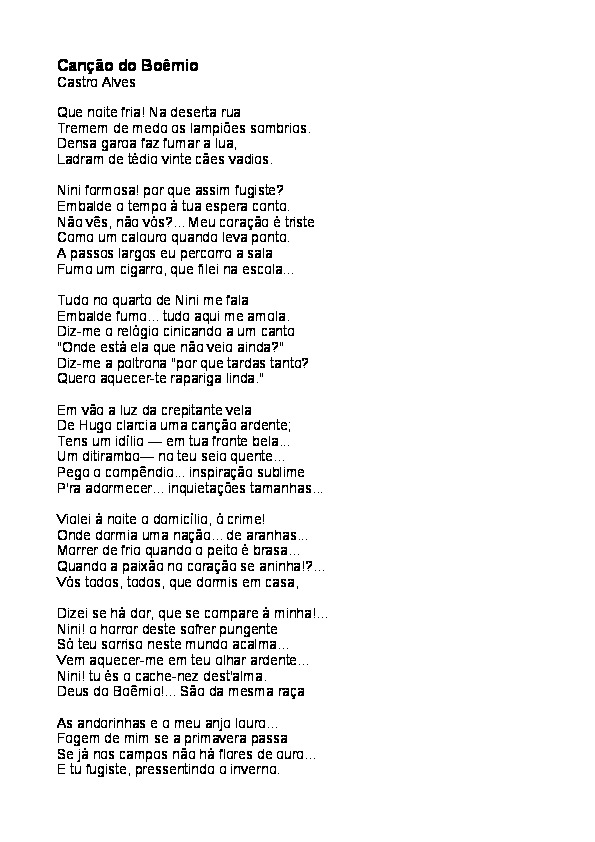 Canção do Boêmio
Castro Alves
Que noite fria! Na deserta rua
Tremem de medo os lampiões sombrios.
Densa garoa faz fumar a lua,
Ladram de tédio vinte cães vadios.
Nini formosa! por que assim fugiste?
Embalde o tempo à tua espera conto.
Não vês, não vós?... Meu coração é triste
Como um calouro quando leva ponto.
A passos largos eu percorro a sala
Fumo um cigarro, que filei na escola...
Tudo no quarto de Nini me fala
Embalde fumo... tudo aqui me amola.
Diz-me o relógio cinicando a um canto
"Onde está ela que não veio ainda?"
Diz-me a poltrona "por que tardas tanto?
Quero aquecer-te rapariga linda."
Em vão a luz da crepitante vela
De Hugo clarcia uma canção ardente;
Tens um idílio — em tua fronte bela...
Um ditirambo— no teu seio quente...
Pego o compêndio... inspiração sublime
P'ra adormecer... inquietações tamanhas...
Violei à noite o domicílio, ó crime!
Onde dormia uma nação... de aranhas...
Morrer de frio quando o peito é brasa...
Quando a paixão no coração se aninha!?...
Vós todos, todos, que dormis em casa,
Dizei se há dor, que se compare à minha!...
Nini! o horror deste sofrer pungente
Só teu sorriso neste mundo acalma...
Vem aquecer-me em teu olhar ardente...
Nini! tu és o cache-nez dest'alma.
Deus do Boêmio!... São da mesma raça
As andorinhas e o meu anjo louro...
Fogem de mim se a primavera passa
Se já nos campos não há flores de ouro...
E tu fugiste, pressentindo o inverno.